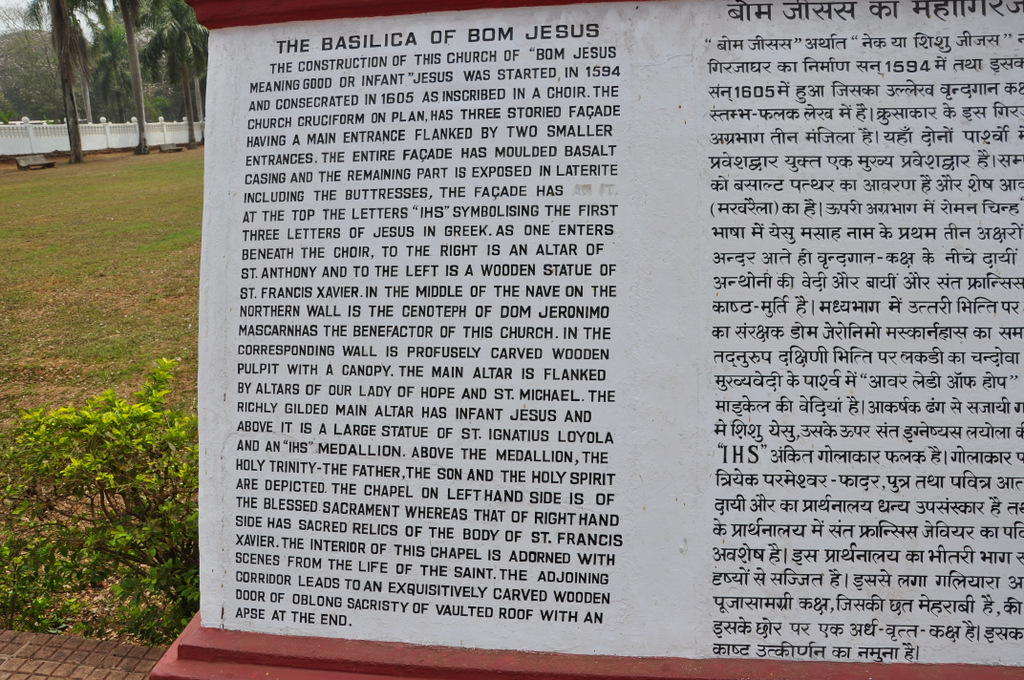 THE BASILICA OF BOM JESUS
THE CONSTRUCTION OF THIS CHURCH OF "BOM JESUS
MEANING GOOD OR INFANT "JESUS WAS STARTED, IN 1594
AND CONSECRATED IN 1605 AS INSCRIBED IN A CHOIR. THE
CHURCH CRUCIFORM ON PLAN, HAS THREE STORIED FAÇADE
HAVING A MAIN ENTRANCE FLANKED BY TWO SMALLER
ENTRANCES. THE ENTIRE FAÇADE HAS MOULDED BASALT
CASING AND THE REMAINING PART IS EXPOSED IN LATERITE
INCLUDING THE BUTTRESSES, THE FAÇADE HAS
AT THE TOP THE LETTERS "IHS" SYMBOLISING THE FIRST
THREE LETTERS OF JESUS IN GREEK. AS ONE ENTERS
BENEATH THE CHOIR, TO THE RIGHT IS AN ALTAR OF
ST. ANTHONY AND TO THE LEFT IS A WOODEN STATUE OF
ST. FRANCIS XAVIER. IN THE MIDDLE OF THE NAVE ON THE
NORTHERN WALL IS THE CENOTEPH OF DOM JERONIMO
MASCARNHAS THE BENEFACTOR OF THIS CHURCH. IN THE
CORRESPONDING WALL IS PROFUSELY CARVED WOODEN
PULPIT WITH A CANOPY. THE MAIN ALTAR IS FLANKED
BY ALTARS OF OUR LADY OF HOPE AND ST. MICHAEL. THE
RICHLY GILDED MAIN ALTAR HAS INFANT JESUS AND
ABOVE IT IS A LARGE STATUE OF ST. IGNATIUS LOYOLA
AND AN "IHS" MEDALLION. ABOVE THE MEDALLION, THE
HOLY TRINITY-THE FATHER, THE SON AND THE HOLY SPIRIT
ARE DEPICTED. THE CHAPEL ON LEFT HAND SIDE IS OF
THE BLESSED SACRAMENT WHEREAS THAT OF RIGHT HAND
SIDE HAS SACRED RELICS OF THE BODY OF ST. FRANCIS
XAVIER. THE INTERIOR OF THIS CHAPEL IS ADORNED WITH
SCENES FROM THE LIFE OF THE SAINT. THE ADJOINING
CORRIDOR LEADS TO AN EXQUISITIVELY CARVED WOODEN
DOOR OF OBLONG SACRISTY OF VAULTED ROOF WITH AN
APSE AT THE END.
बोम जीसस का
"बोम जीसस" अर्थात "नेक या शिशु जीजस"
गिरजाघर का निर्माण सन् 1594 में तथा
सन् 1605 में हुआ जिसका उल्लेख वृन्दगान
स्तम्भ-फलक लेख में है। क्रुसाकार के इस
अग्रभाग तीन मंजिला है। यहाँ दोनों पार्श्वो
प्रवेशद्वार युक्त एक मुख्य प्रवेशद्वार है।
को बसाल्ट पत्थर का आवरण है और शेष
(मखरैला) का है। ऊपरी अग्रभाग में रोमन चिन्ह
भाषा में येसु मसाह नाम के प्रथम तीन अक्षरों
अन्दर आते ही वृन्दगान-कक्ष के नीचे दायीं
अन्थोनी की वेदी और बायीं और संत फ्रान्सिस
काष्ठ-मुर्ति है। मध्यभाग में उत्तरी भित्ति पर
का संरक्षक डोम जेरोनिमो मस्कार्नहास का
तद्नुरुप दक्षिणी भित्ति पर लकडी का चन्दोवा
मुख्यवेदी के पार्श्व में "आवर लेडी ऑफ होप"
माइकेल की वेदियां है। आकर्षक ढंग से सजायी
में शिशु येसु, उसके ऊपर संत इग्नेष्यस लयोला
"IHS" अंकित गोलाकार फलक है। गोलाकार
त्रियेक परमेश्वर-फादर, पुत्र तथा पवित्र
दायी और का प्रार्थनालय धन्य उपसंस्कार है
के प्रार्थनालय में संत फ्रान्सिस जेवियर का
अवशेष है। इस प्रार्थनालय का भीतरी भाग
दृष्यों से सज्जित है। इससे लगा गलियारा
पूजासामग्री कक्ष, जिसकी छत मेहराबी है, की
इसके छोर पर एक अर्ध-वृत्त-कक्ष है।
काष्ट उत्कीर्णन का नमुना है।